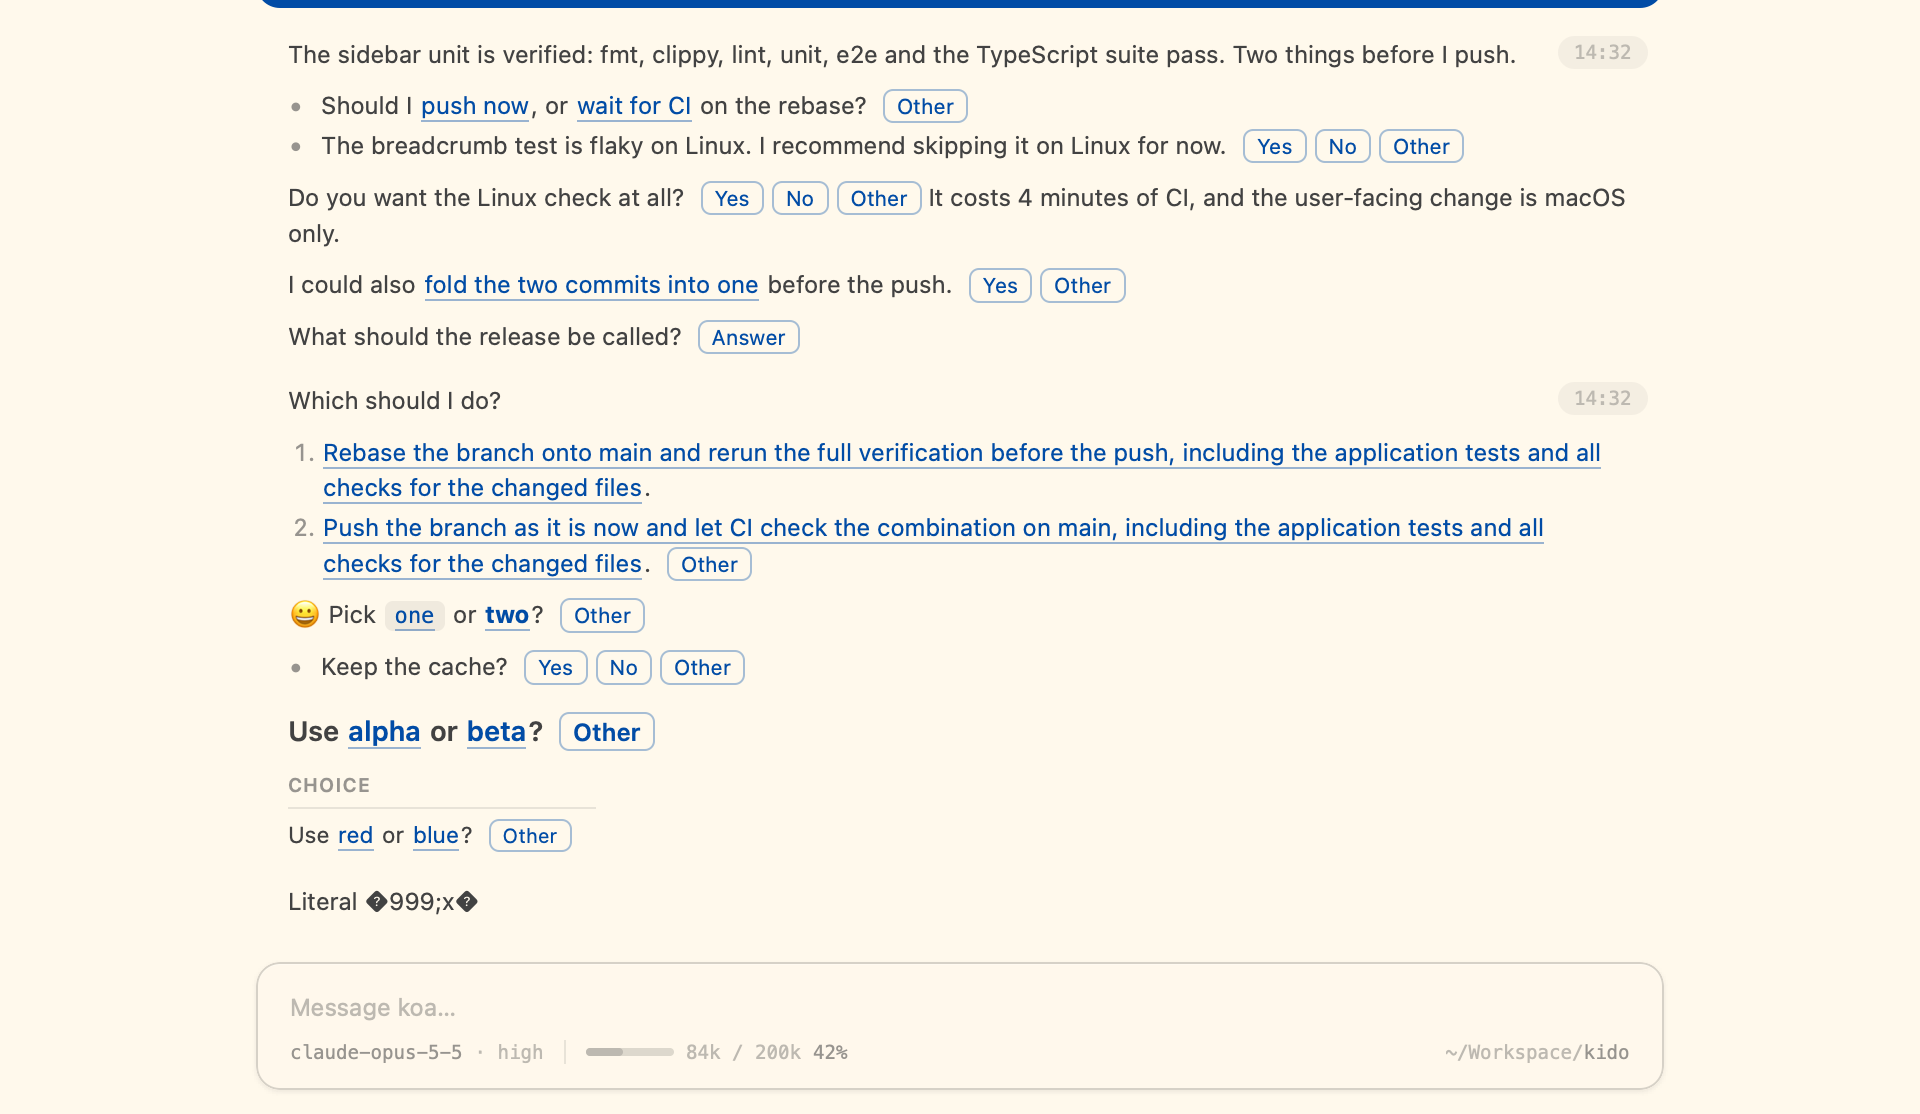 The sidebar unit is verified: fmt, clippy, lint, unit, e2e and the TypeScript suite pass. Two things before I push. 14:32
• Should I push now, or wait for CI on the rebase? Other
• The breadcrumb test is flaky on Linux. I recommend skipping it on Linux for now. Yes No Other
Do you want the Linux check at all? Yes No Other It costs 4 minutes of CI, and the user-facing change is macOS
only.
I could also fold the two commits into one before the push. Yes Other
What should the release be called? Answer
Which should I do? 14:32
1. Rebase the branch onto main and rerun the full verification before the push, including the application tests and all
checks for the changed files.
2. Push the branch as it is now and let CI check the combination on main, including the application tests and all
checks for the changed files. Other
😀 Pick one or two? Other
• Keep the cache? Yes No Other
Use alpha or beta? Other
CHOICE
Use red or blue? Other
Literal �999;x�
Message koa...
claude-opus-5-5 · high 84k / 200k 42% ~/Workspace/kido